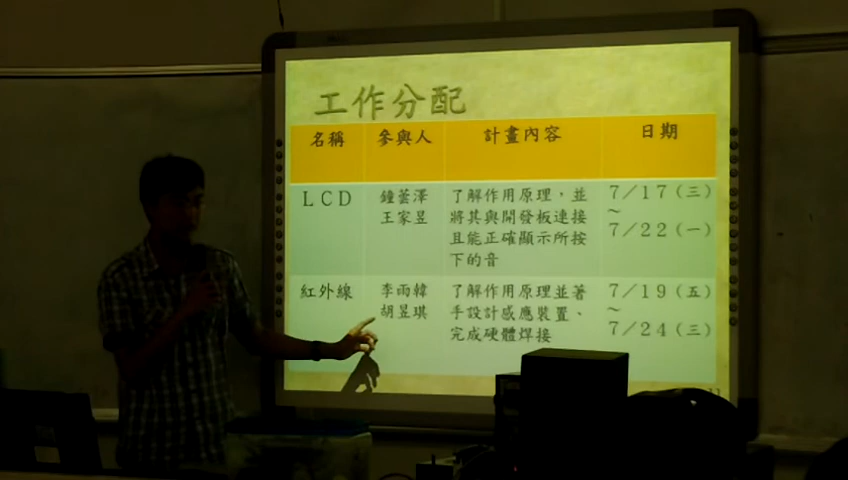 工作分配
名稱 參與人 計畫內容 日期
LCD 鐘蕓澤 了解作用原理，並 7/17(三)
王家昱 將其與開發板連接 ~
且能正確顯示所按 7/22(一)
下的音
紅外線 李雨韓 了解作用原理並著 7/19(五)
胡昱琪 手設計感應裝置、 ~
完成硬體焊接 7/24(三)